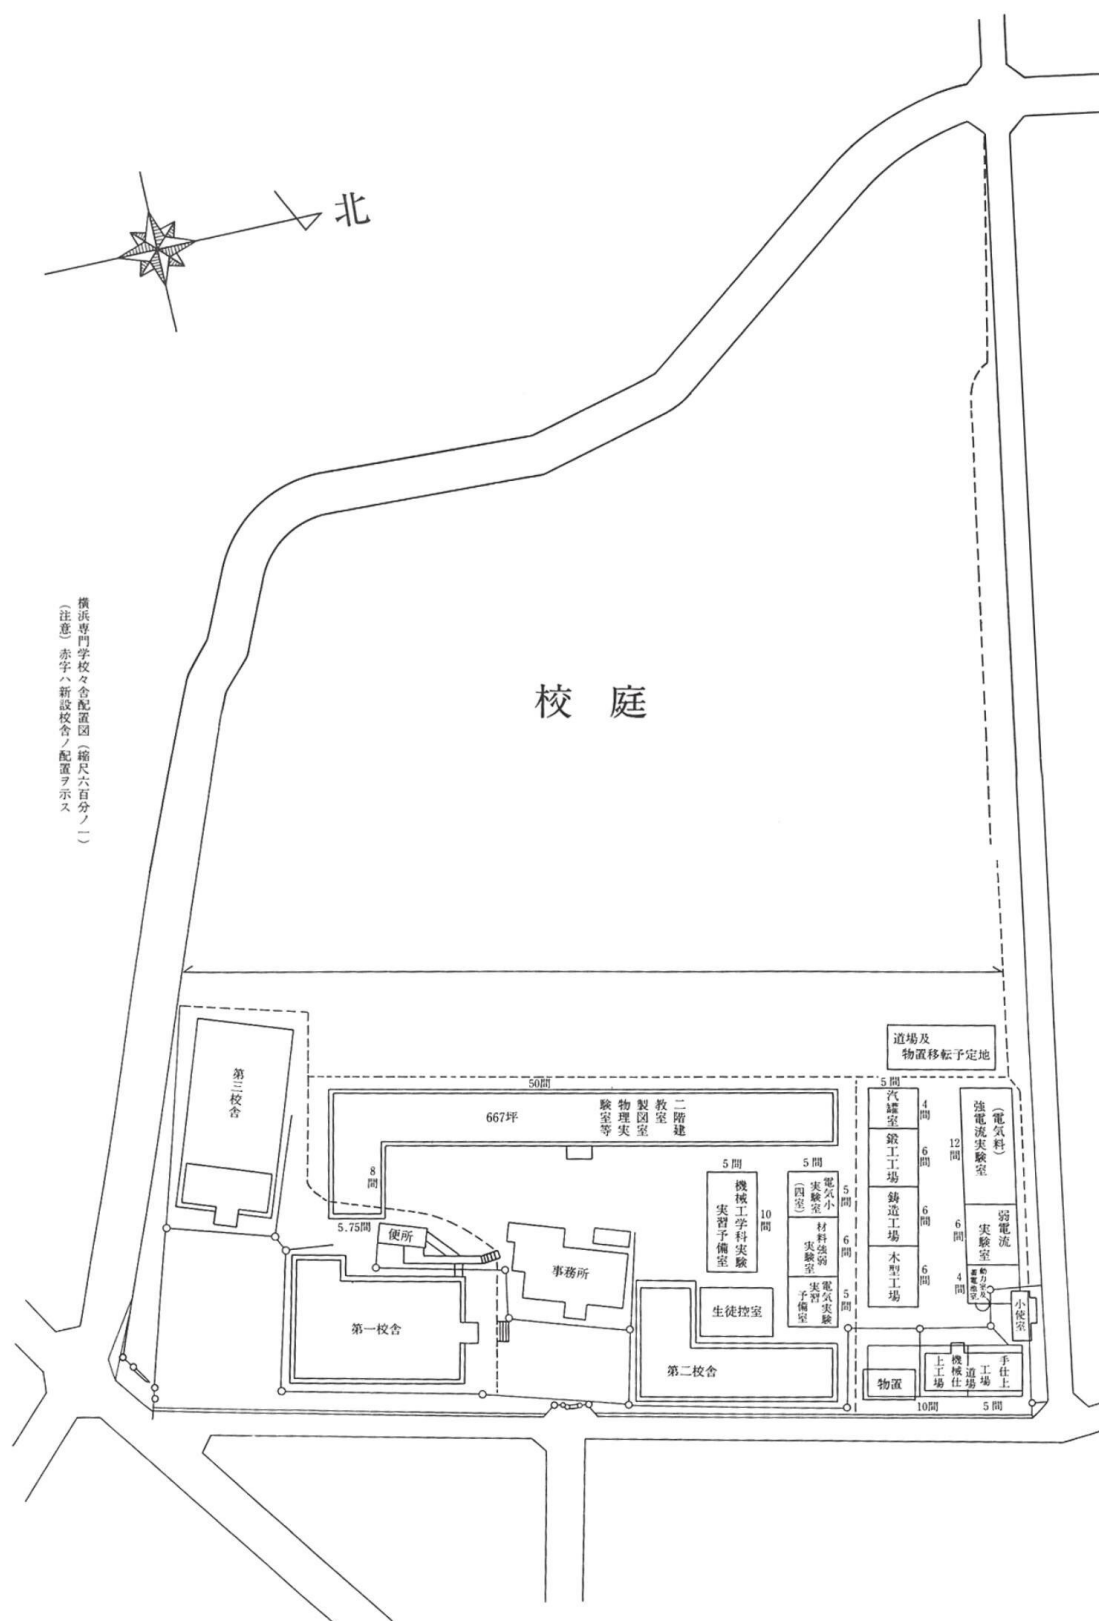 北
横浜専門学校々舎配置図（縮尺六百分ノ一）
（注意）赤字ハ新設校舎ノ配置ヲ示ス
校庭
道場及
物置移転予定地
第三校舎
50間
667坪
二階建
教室
製図室
物理実
験室等
8間
5.75間
便所
事務所
第一校舎
第二校舎
5間
機械工学科実験
実習予備室
10間
生徒控室
5間
電気小
実験室
（四室）
5間
材料強弱
実験室
6間
電気実験
実習
予備室
5間
5間
汽罐室
4間
鍛工工場
6間
鋳造工場
6間
木型工場
6間
（電気料）
強電流実験室
12間
弱電流
実験室
6間
動力室及
蓄電池室
4間
小使室
手仕上
工場
道場
機械仕
上工場
物置
10間
5間